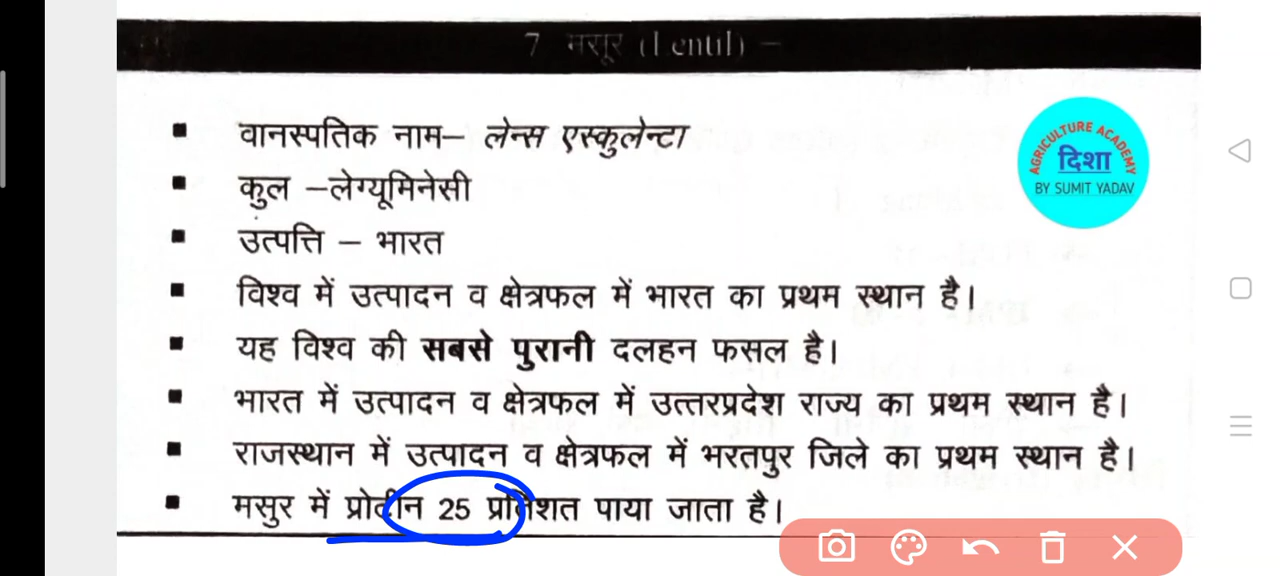 7 मसूर (Lentil) –
वानस्पतिक नाम– लेन्स एस्कुलेन्टा
AGRICULTURE ACADEMY
दिशा
BY SUMIT YADAV
कुल –लेग्यूमिनेसी
उत्पत्ति – भारत
विश्व में उत्पादन व क्षेत्रफल में भारत का प्रथम स्थान है।
यह विश्व की सबसे पुरानी दलहन फसल है।
भारत में उत्पादन व क्षेत्रफल में उत्तरप्रदेश राज्य का प्रथम स्थान है।
राजस्थान में उत्पादन व क्षेत्रफल में भरतपुर जिले का प्रथम स्थान है।
मसुर में प्रोटीन 25 प्रतिशत पाया जाता है।